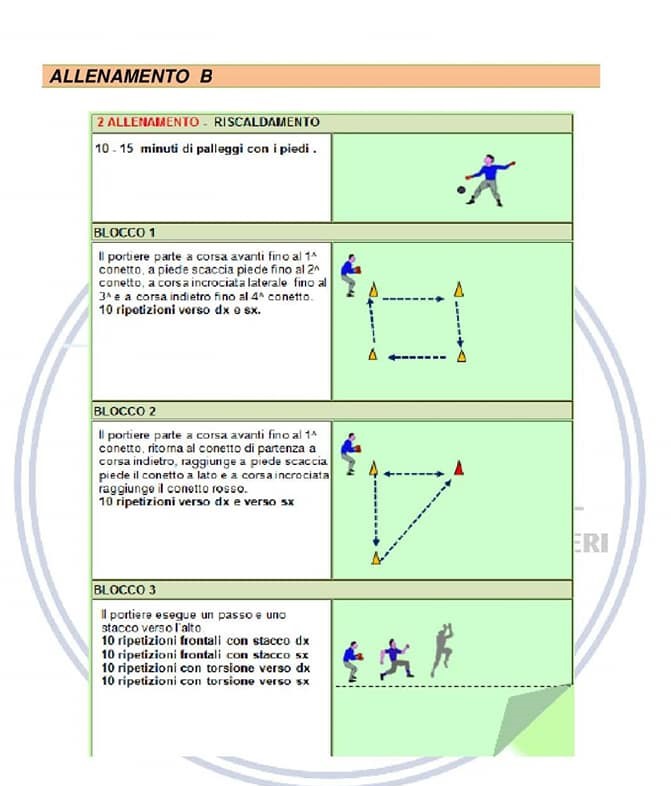 ALLENAMENTO B
2 ALLENAMENTO - RISCALDAMENTO
10 - 15 minuti di palleggi con i piedi .
BLOCCO 1
Il portiere parte a corsa avanti fino al 1^
conetto, a piede scaccia piede fino al 2^
conetto, a corsa incrociata laterale fino al
3^ e a corsa indietro fino al 4^ conetto.
10 ripetizioni verso dx e sx.
BLOCCO 2
Il portiere parte a corsa avanti fino al 1^
conetto, ritorna al conetto di partenza a
corsa indietro, raggiunge a piede scaccia
piede il conetto a lato e a corsa incrociata
raggiunge il conetto rosso.
10 ripetizioni verso dx e verso sx
ERI
BLOCCO 3
Il portiere esegue un passo e uno
stacco verso l'alto
10 ripetizioni frontali con stacco dx
10 ripetizioni frontali con stacco sx
10 ripetizioni con torsione verso dx
10 ripetizioni con torsione verso sx